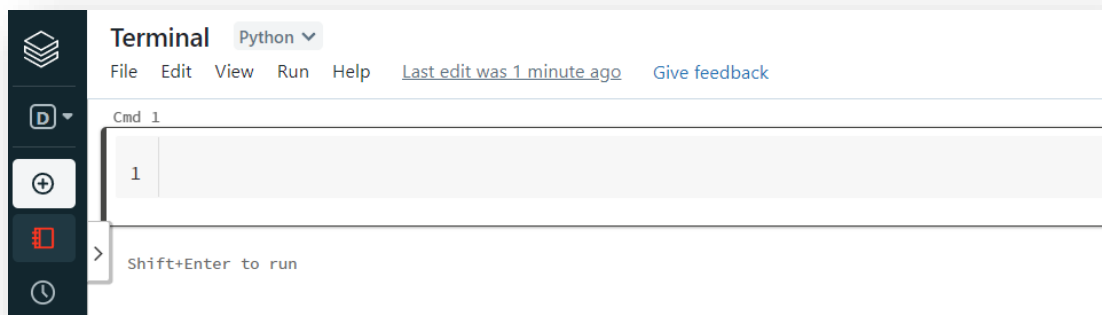 Terminal Python
File Edit View Run Help Last edit was 1 minute ago Give feedback
D
Cmd 1
1
Shift+Enter to run